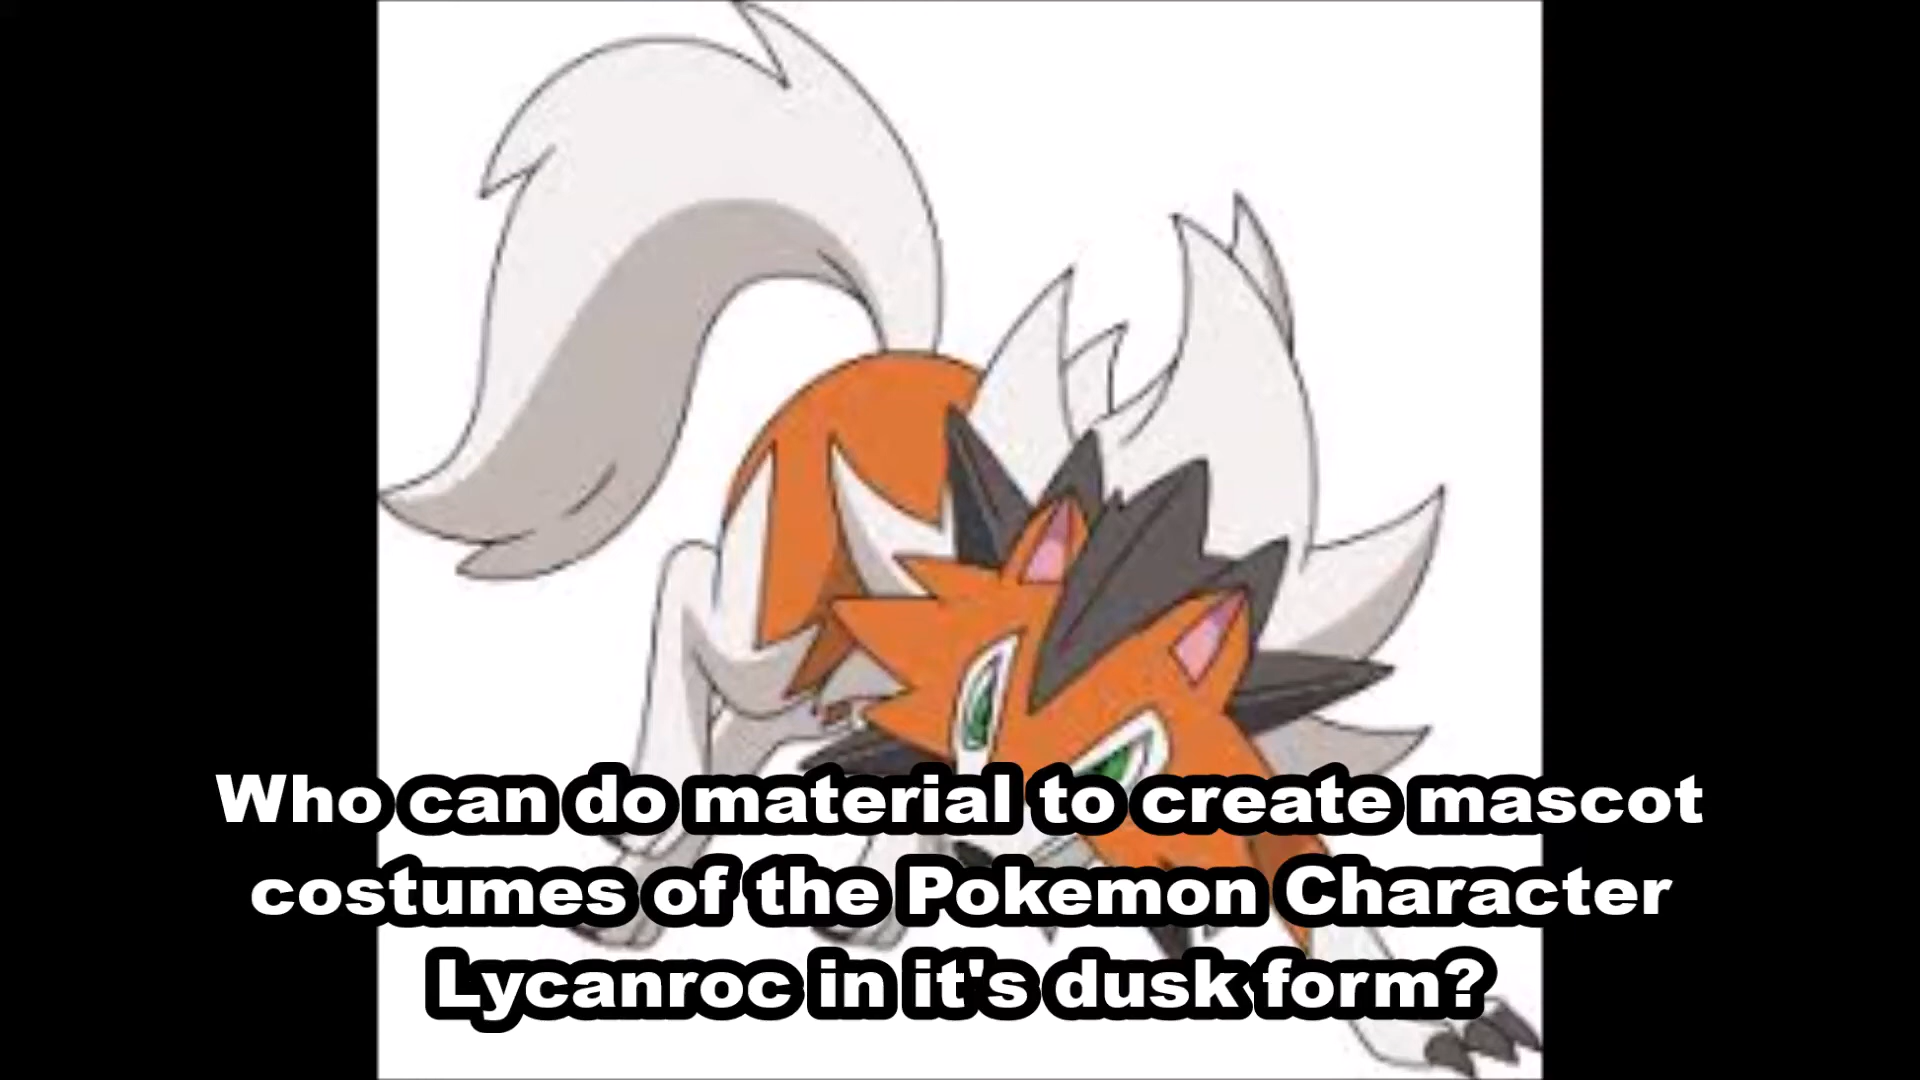 Who can do material to create mascot
costumes of the Pokemon Character
Lycanroc in it's dusk form?